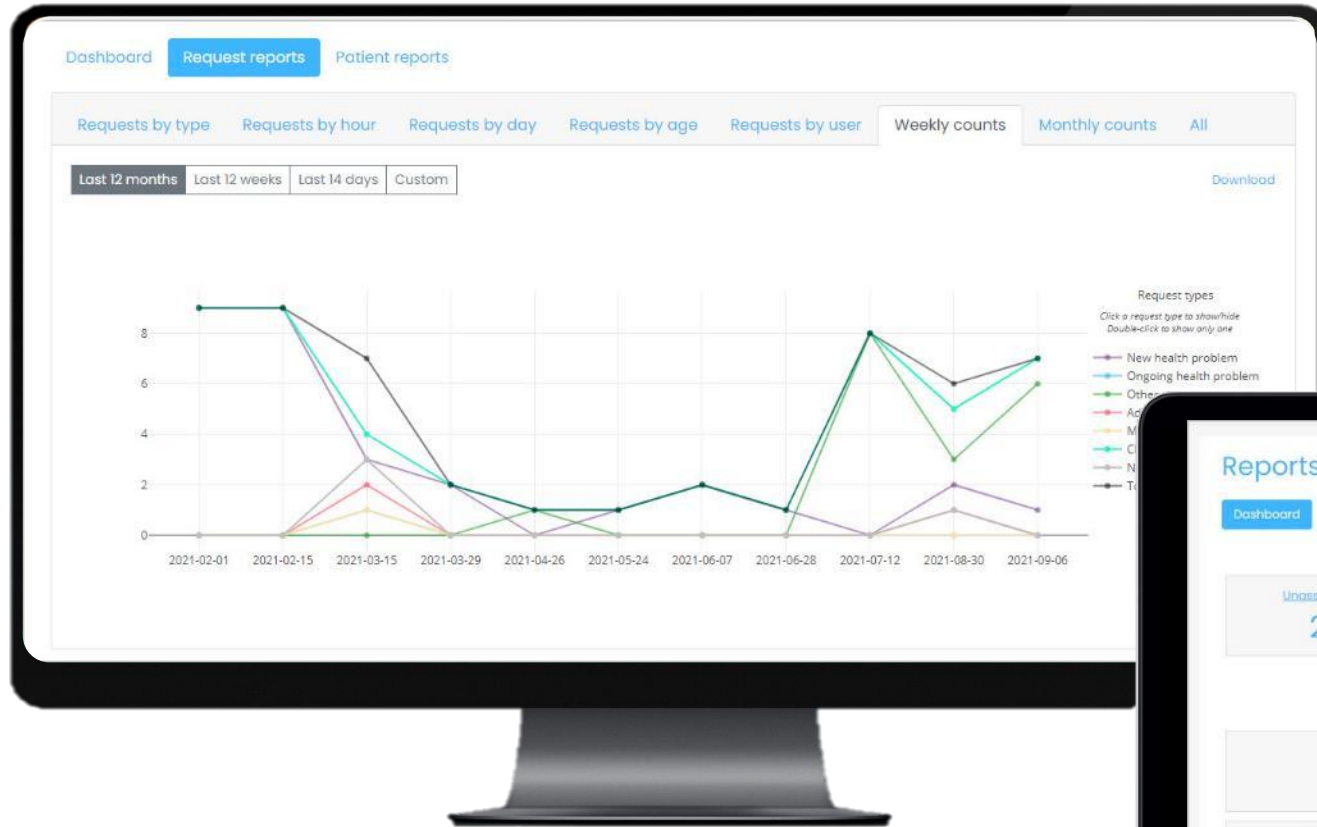 Dashboard Request reports Patient reports
Requests by type Requests by hour Requests by day Requests by age Requests by user Weekly counts Monthly counts All
Last 12 months Last 12 weeks Last 14 days Custom
Download
Request types
Click a request type to show/hide
Double-click to show only one
New health problem
Ongoing health problem
Other
8
6
4
2
0
2021-02-01 2021-02-15 2021-03-15 2021-03-29 2021-04-26 2021-05-24 2021-06-07 2021-06-28 2021-07-12 2021-08-30 2021-09-06
Reports
Dashboard